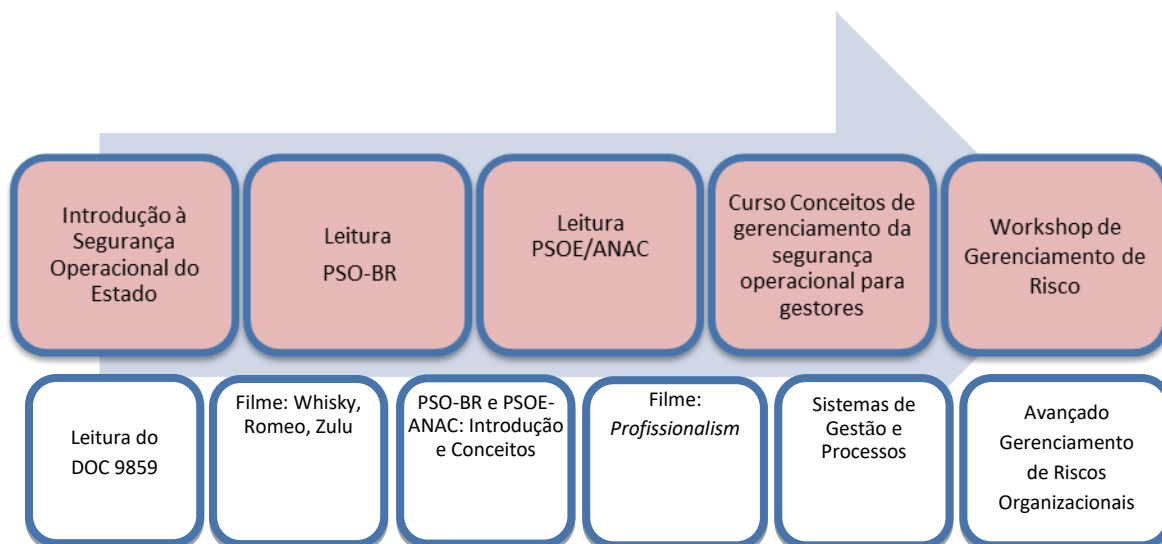 Introdução à
Segurança
Operacional do
Estado
Leitura
PSO-BR
Leitura
PSOE/ANAC
Curso Conceitos de
gerenciamento da
segurança
operacional para
gestores
Workshop de
Gerenciamento de
Risco
Leitura do
DOC 9859
Filme: Whisky,
Romeo, Zulu
PSO-BR e PSOE-
ANAC: Introdução
e Conceitos
Filme:
Profissionalism
Sistemas de
Gestão e
Processos
Avançado
Gerenciamento
de Riscos
Organizacionais